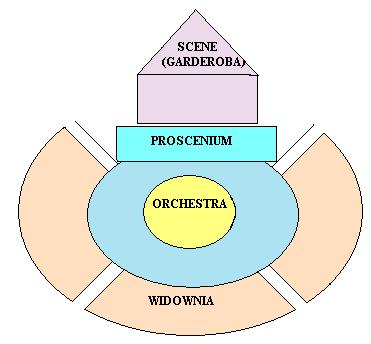 SCENE
(GARDEROBA)
PROSCENIUM
ORCHESTRA
WIDOWNIA